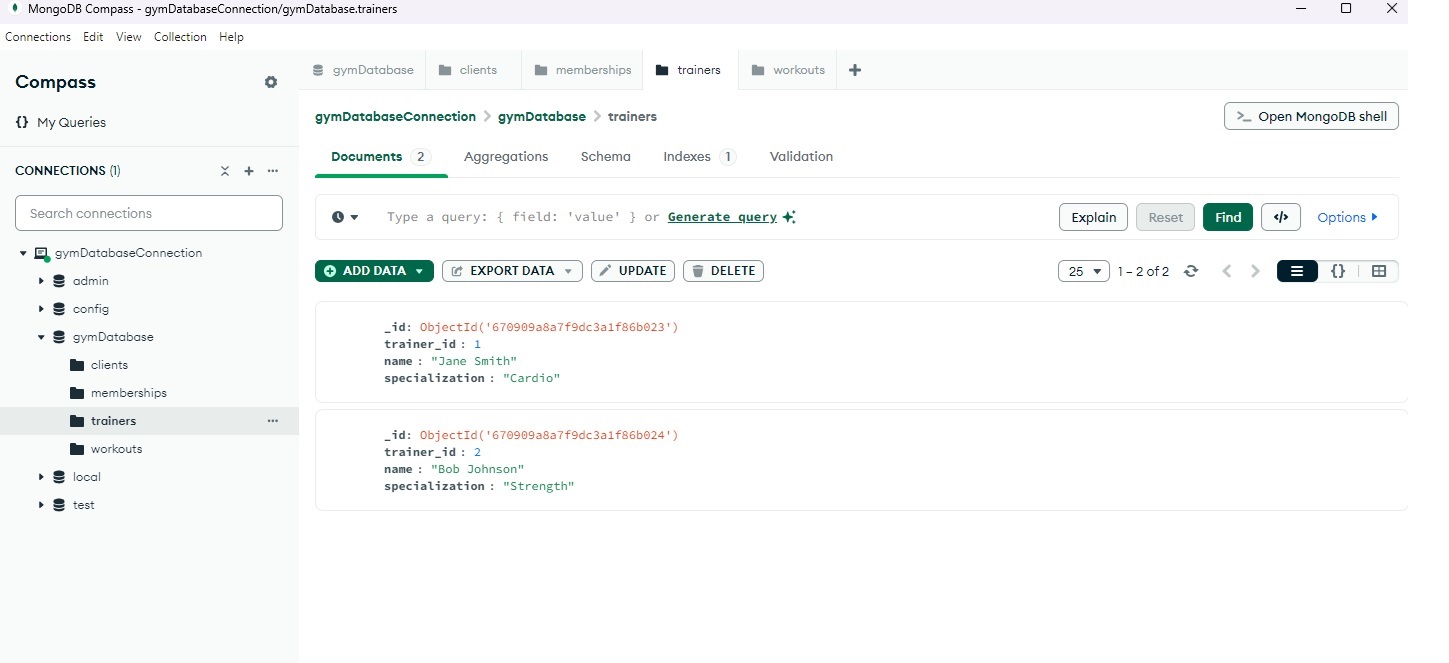 MongoDB Compass - gymDatabaseConnection/gymDatabase.trainers
Connections Edit View Collection Help
Compass
{} My Queries
CONNECTIONS (1)
Search connections
gymDatabaseConnection
admin
config
gymDatabase
clients
memberships
trainers
workouts
local
test
gymDatabase clients memberships trainers workouts
gymDatabaseConnection > gymDatabase > trainers
>_ Open MongoDB shell
Documents 2 Aggregations Schema Indexes 1 Validation
Type a query: { field: 'value' } or Generate query
Explain Reset Find </> Options
ADD DATA EXPORT DATA UPDATE DELETE
25 1 – 2 of 2 {}
_id: ObjectId('670909a8a7f9dc3a1f86b023')
trainer_id : 1
name : "Jane Smith"
specialization : "Cardio"
_id: ObjectId('670909a8a7f9dc3a1f86b024')
trainer_id : 2
name : "Bob Johnson"
specialization : "Strength"